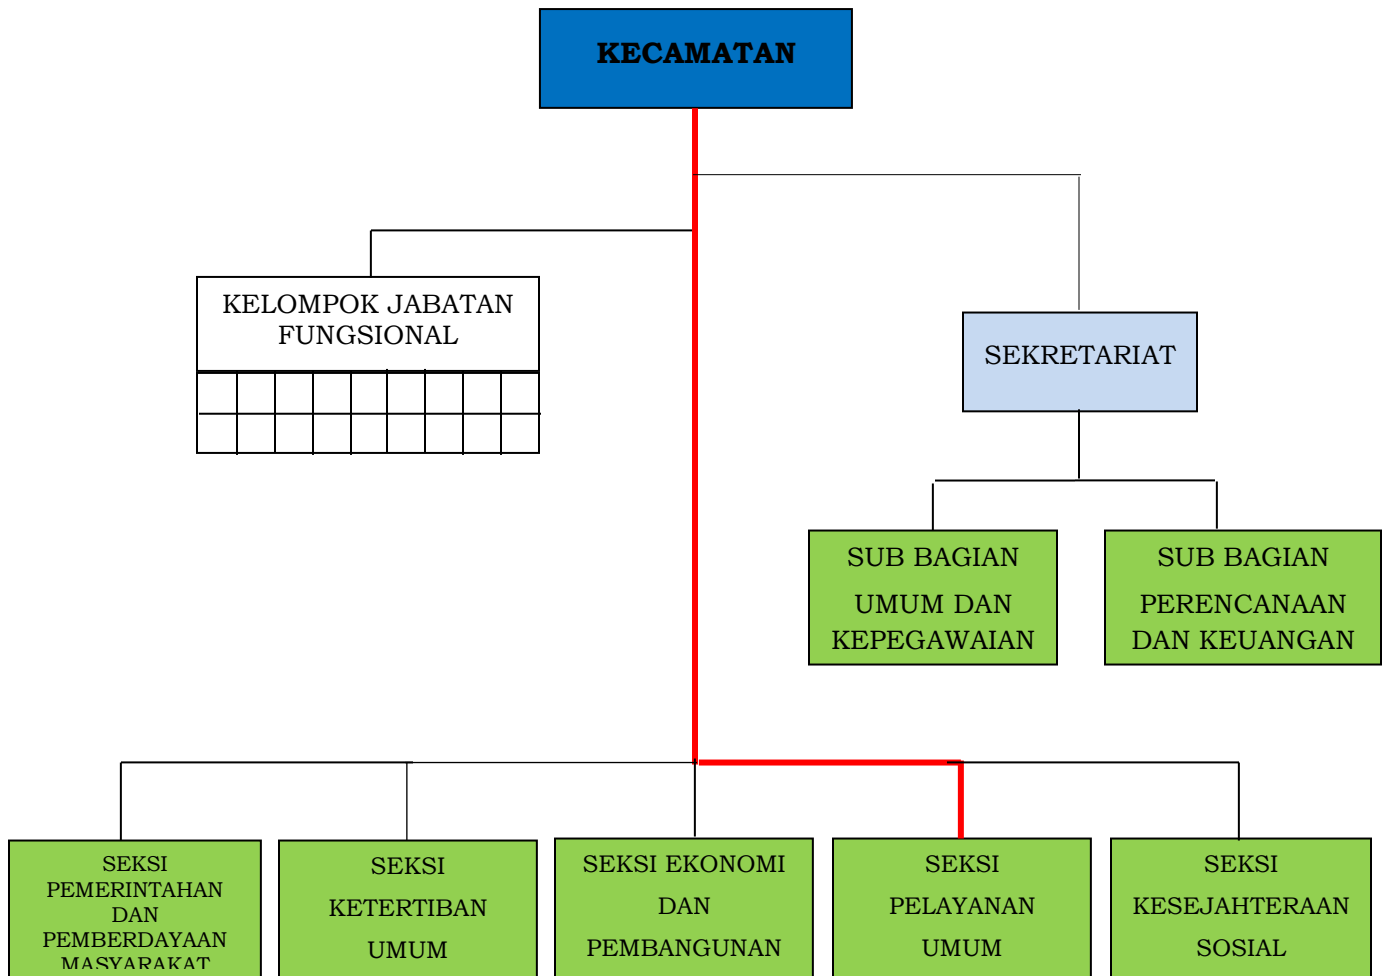 KECAMATAN
KELOMPOK JABATAN
FUNGSIONAL
SEKRETARIAT
SUB BAGIAN
UMUM DAN
KEPEGAWAIAN
SUB BAGIAN
PERENCANAAN
DAN KEUANGAN
SEKSI
PEMERINTAHAN
DAN
PEMBERDAYAAN
MASYARAKAT
SEKSI
KETERTIBAN
UMUM
SEKSI EKONOMI
DAN
PEMBANGUNAN
SEKSI
PELAYANAN
UMUM
SEKSI
KESEJAHTERAAN
SOSIAL